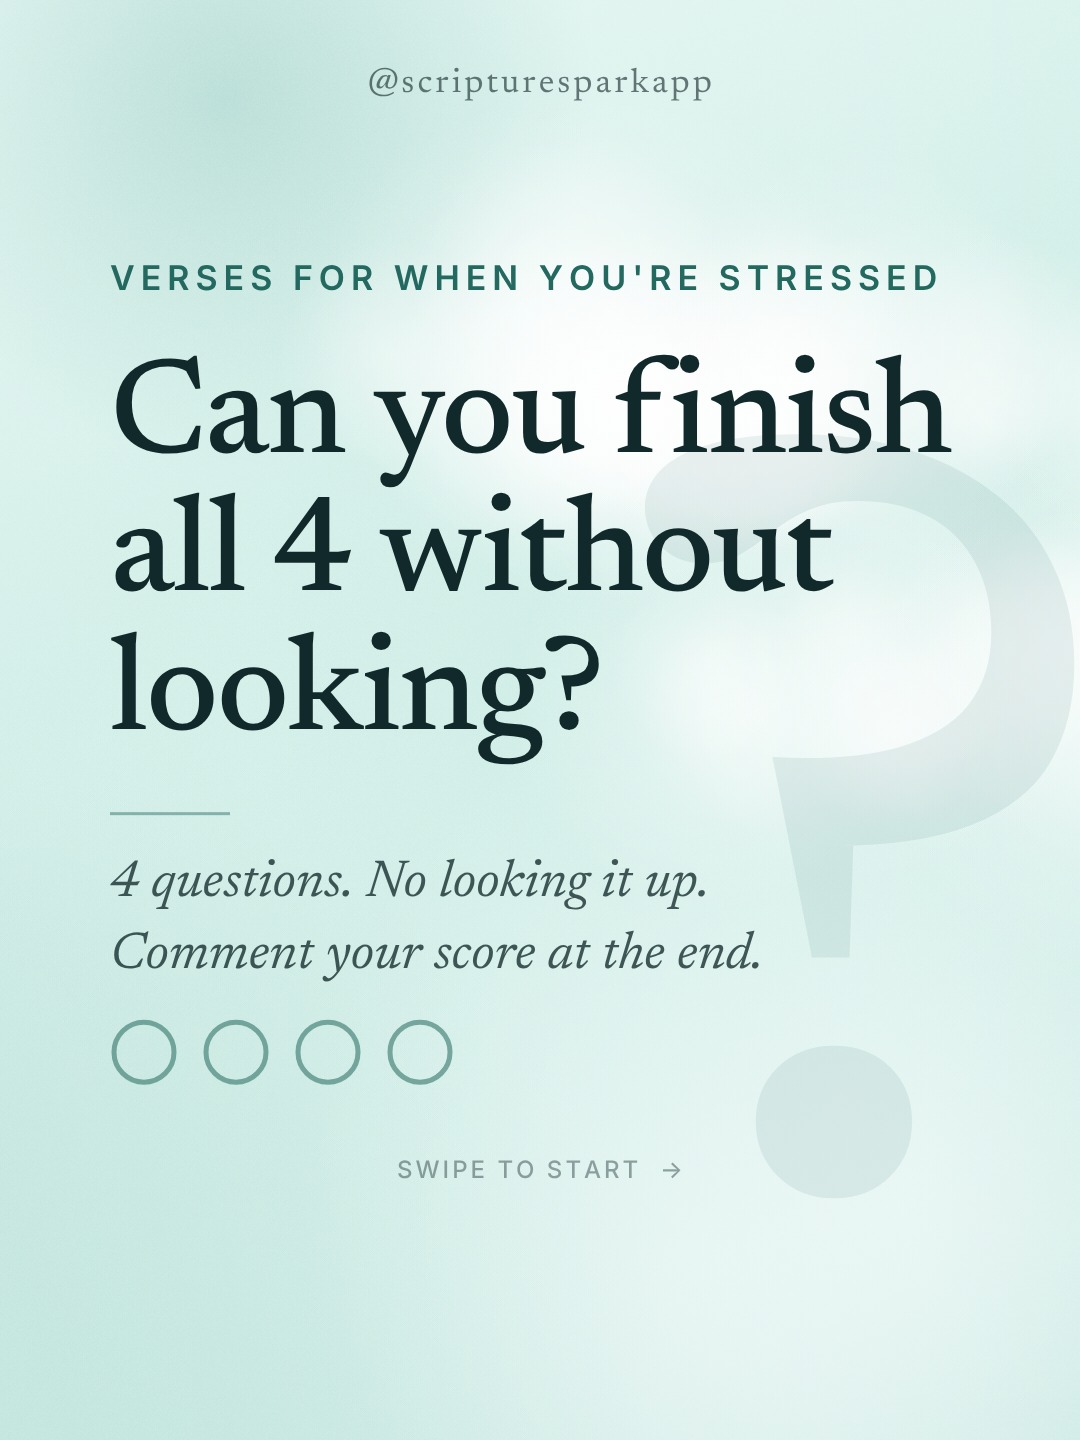 @scripturesparkapp
VERSES FOR WHEN YOU'RE STRESSED
Can you finish
all 4 without
looking?
4 questions. No looking it up.
Comment your score at the end.
SWIPE TO START →
?